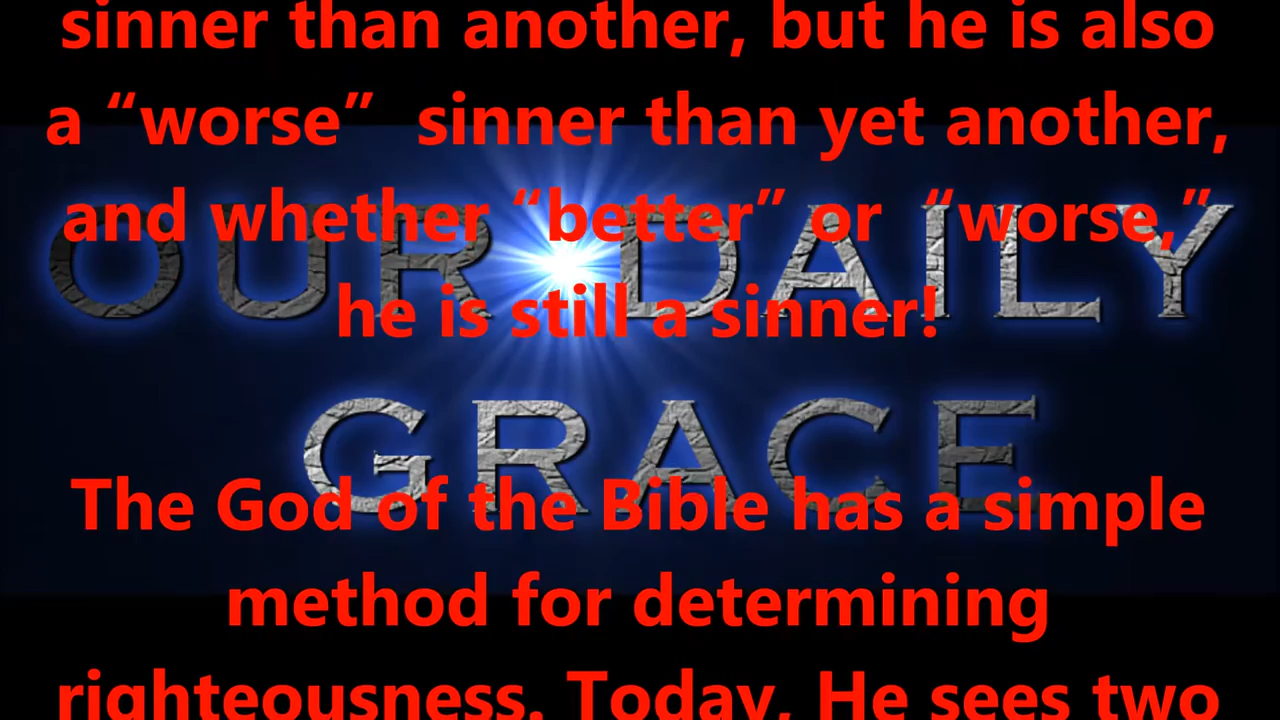 sinner than another, but he is also
a “worse” sinner than yet another,
and whether “better” or “worse,”
he is still a sinner!
OUR DAILY
GRACE
The God of the Bible has a simple
method for determining
righteousness. Today, He sees two